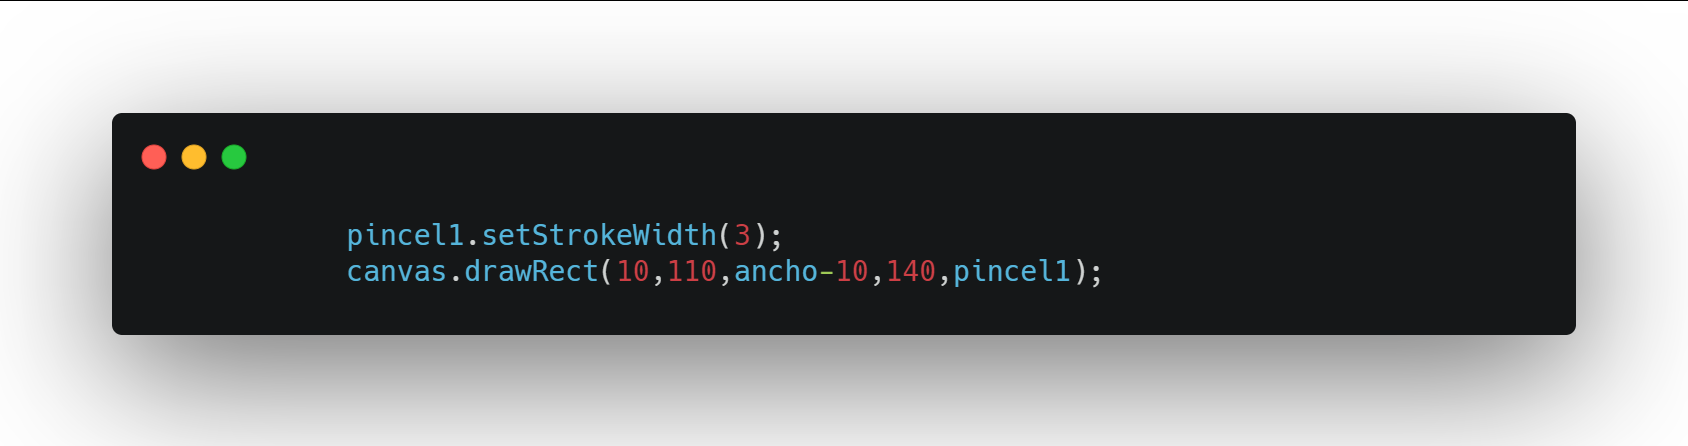 pincel1.setStrokeWidth(3);
canvas.drawRect(10,110,ancho-10,140,pincel1);